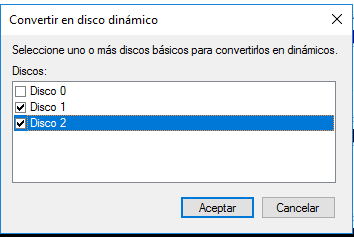 Convertir en disco dinámico
Seleccione uno o más discos básicos para convertirlos en dinámicos.
Discos:
Disco 0
Disco 1
Disco 2
Aceptar
Cancelar